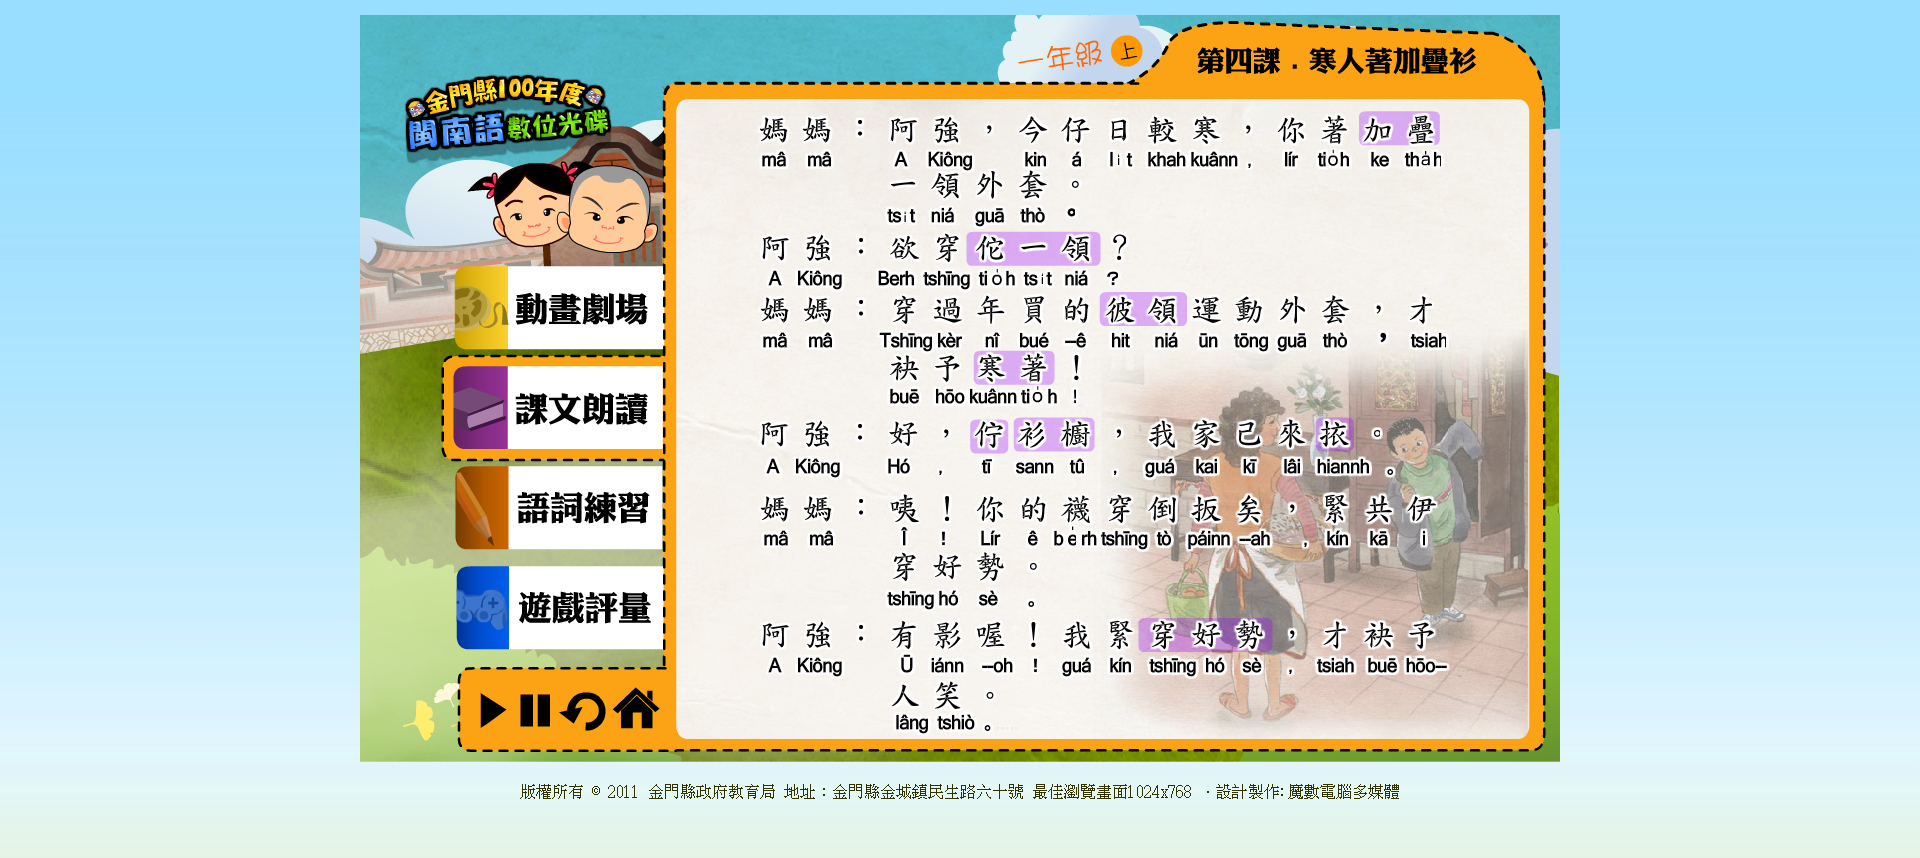 一年級 上
第四課．寒人著加疊衫
金門縣100年度
閩南語數位光碟
動畫劇場
課文朗讀
語詞練習
遊戲評量
媽媽：阿強，今仔日較寒，你著加疊
mâ mâ A Kiông kin á li̍t khah kuânn , lír tio̍h ke tha̍h
一領外套。
tsi̍t niá guā thò 。
阿強：欲穿佗一領？
A Kiông Berh tshīng tio̍h tsi̍t niá ？
媽媽：穿過年買的彼領運動外套，才
mâ mâ Tshīng kèr nî bué --ê hit niá ūn tōng guā thò ， tsiah
袂予寒著！
buē hōo kuânn tio̍h ！
阿強：好，佇衫櫥，我家己來挔。
A Kiông Hó , tī sann tû , guá kai kī lâi hiannh 。
媽媽：咦！你的襪穿倒扳矣，緊共伊
mâ mâ Î ! Lír ê be̍rh tshīng tò páinn --ah , kín kā i
穿好勢。
tshīng hó sè 。
阿強：有影喔！我緊穿好勢，才袂予
A Kiông Ū iánn --oh ! guá kín tshīng hó sè , tsiah buē hōo--
人笑。
lâng tshiò 。
版權所有 © 2011 金門縣政府教育局 地址：金門縣金城鎮民生路六十號 最佳瀏覽畫面1024x768 ．設計製作: 魔數電腦多媒體